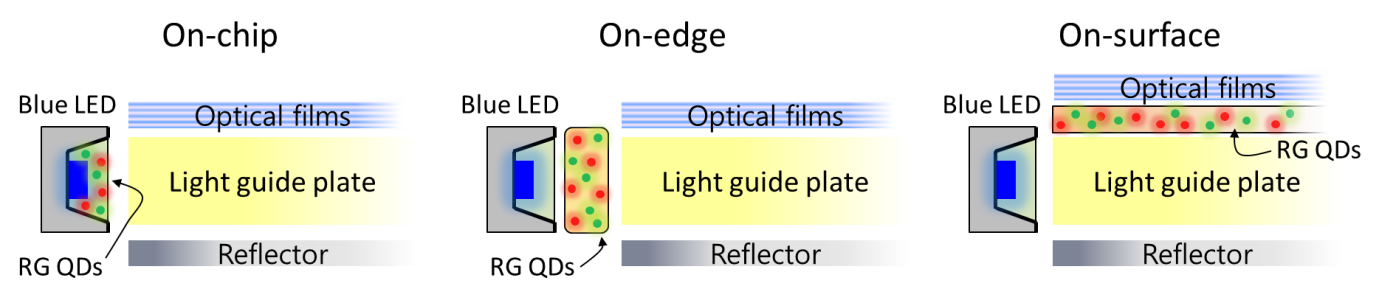 On-chip
On-edge
On-surface
Blue LED
Optical films
Light guide plate
Reflector
RG QDs
Blue LED
Optical films
Light guide plate
Reflector
RG QDs
Blue LED
Optical films
RG QDs
Light guide plate
Reflector